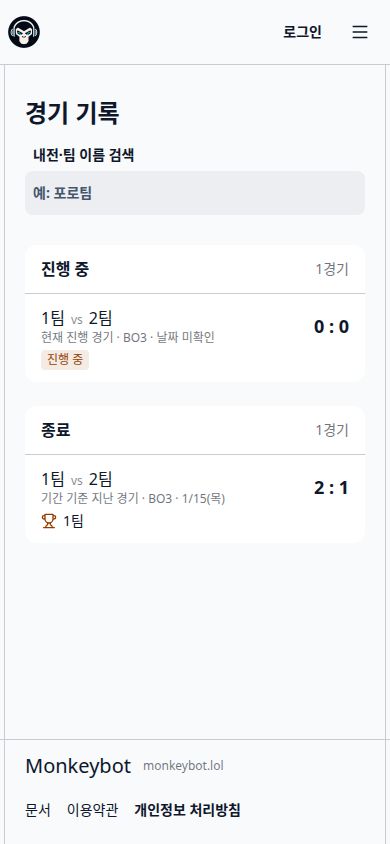 로그인
경기 기록
내전·팀 이름 검색
예: 포로팀
진행 중 1경기
1팀 vs 2팀 0 : 0
현재 진행 경기 · BO3 · 날짜 미확인
진행 중
종료 1경기
1팀 vs 2팀 2 : 1
기간 기준 지난 경기 · BO3 · 1/15(목)
1팀
Monkeybot monkeybot.lol
문서 이용약관 개인정보 처리방침